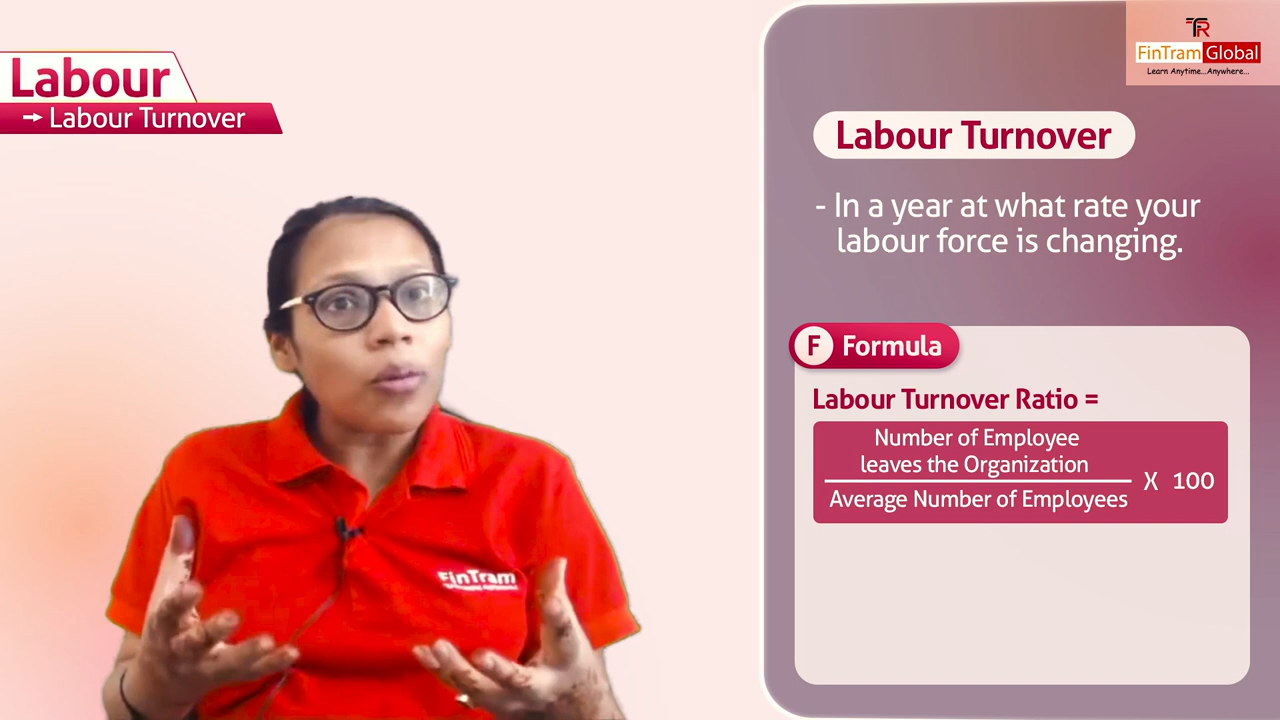 Labour
→ Labour Turnover
TR
FinTram Global
Learn Anytime...Anywhere...
Labour Turnover
- In a year at what rate your
labour force is changing.
F Formula
Labour Turnover Ratio =
Number of Employee
leaves the Organization
Average Number of Employees
X 100
FinTram